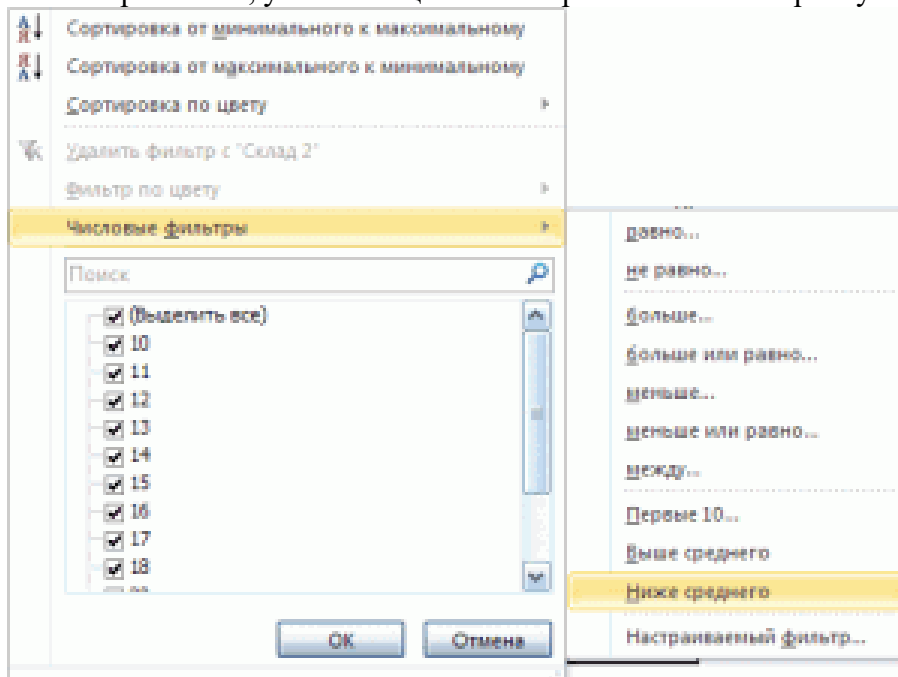 Сортировка от минимального к максимальному
Сортировка от максимального к минимальному
Сортировка по цвету
Удалить фильтр с "Склад 2"
Фильтр по цвету
Числовые фильтры
Поиск
(Выделить все)
10
11
12
13
14
15
16
17
18
ОК Отмена
равно...
не равно...
больше...
больше или равно...
меньше...
меньше или равно...
между...
Первые 10...
Выше среднего
Ниже среднего
Настраиваемый фильтр...